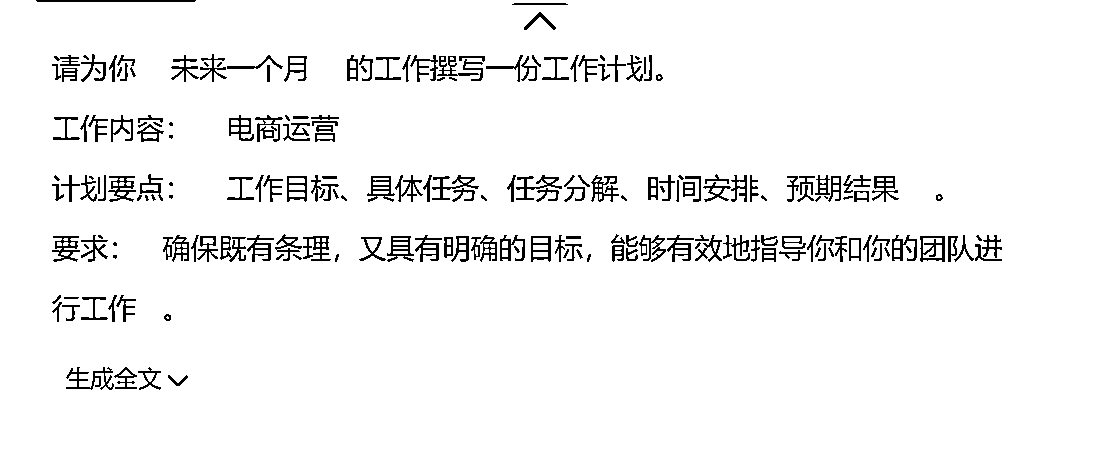 请为你 未来一个月 的工作撰写一份工作计划。
工作内容： 电商运营
计划要点： 工作目标、具体任务、任务分解、时间安排、预期结果 。
要求： 确保既有条理，又具有明确的目标，能够有效地指导你和你的团队进
行工作 。
生成全文